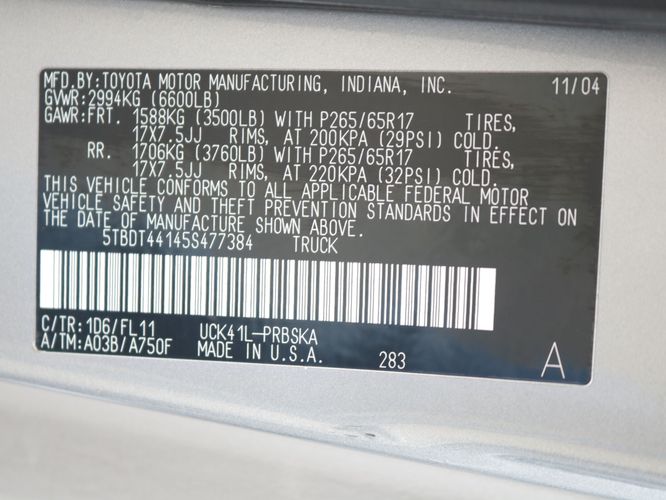 MFD.BY:TOYOTA MOTOR MANUFACTURING, INDIANA, INC. 11/04
GVWR:2994KG (6600LB)
GAWR:FRT. 1588KG (3500LB) WITH P265/65R17 TIRES,
17X7.5JJ RIMS, AT 200KPA (29PSI) COLD.
RR. 1706KG (3760LB) WITH P265/65R17 TIRES,
17X7.5JJ RIMS, AT 220KPA (32PSI) COLD.
THIS VEHICLE CONFORMS TO ALL APPLICABLE FEDERAL MOTOR
VEHICLE SAFETY AND THEFT PREVENTION STANDARDS IN EFFECT ON
THE DATE OF MANUFACTURE SHOWN ABOVE.
5TBDT44145S477384 TRUCK
C/TR:1D6/FL11 UCK41L-PRBSKA
A/TM:A03B/A750F MADE IN U.S.A. 283 A